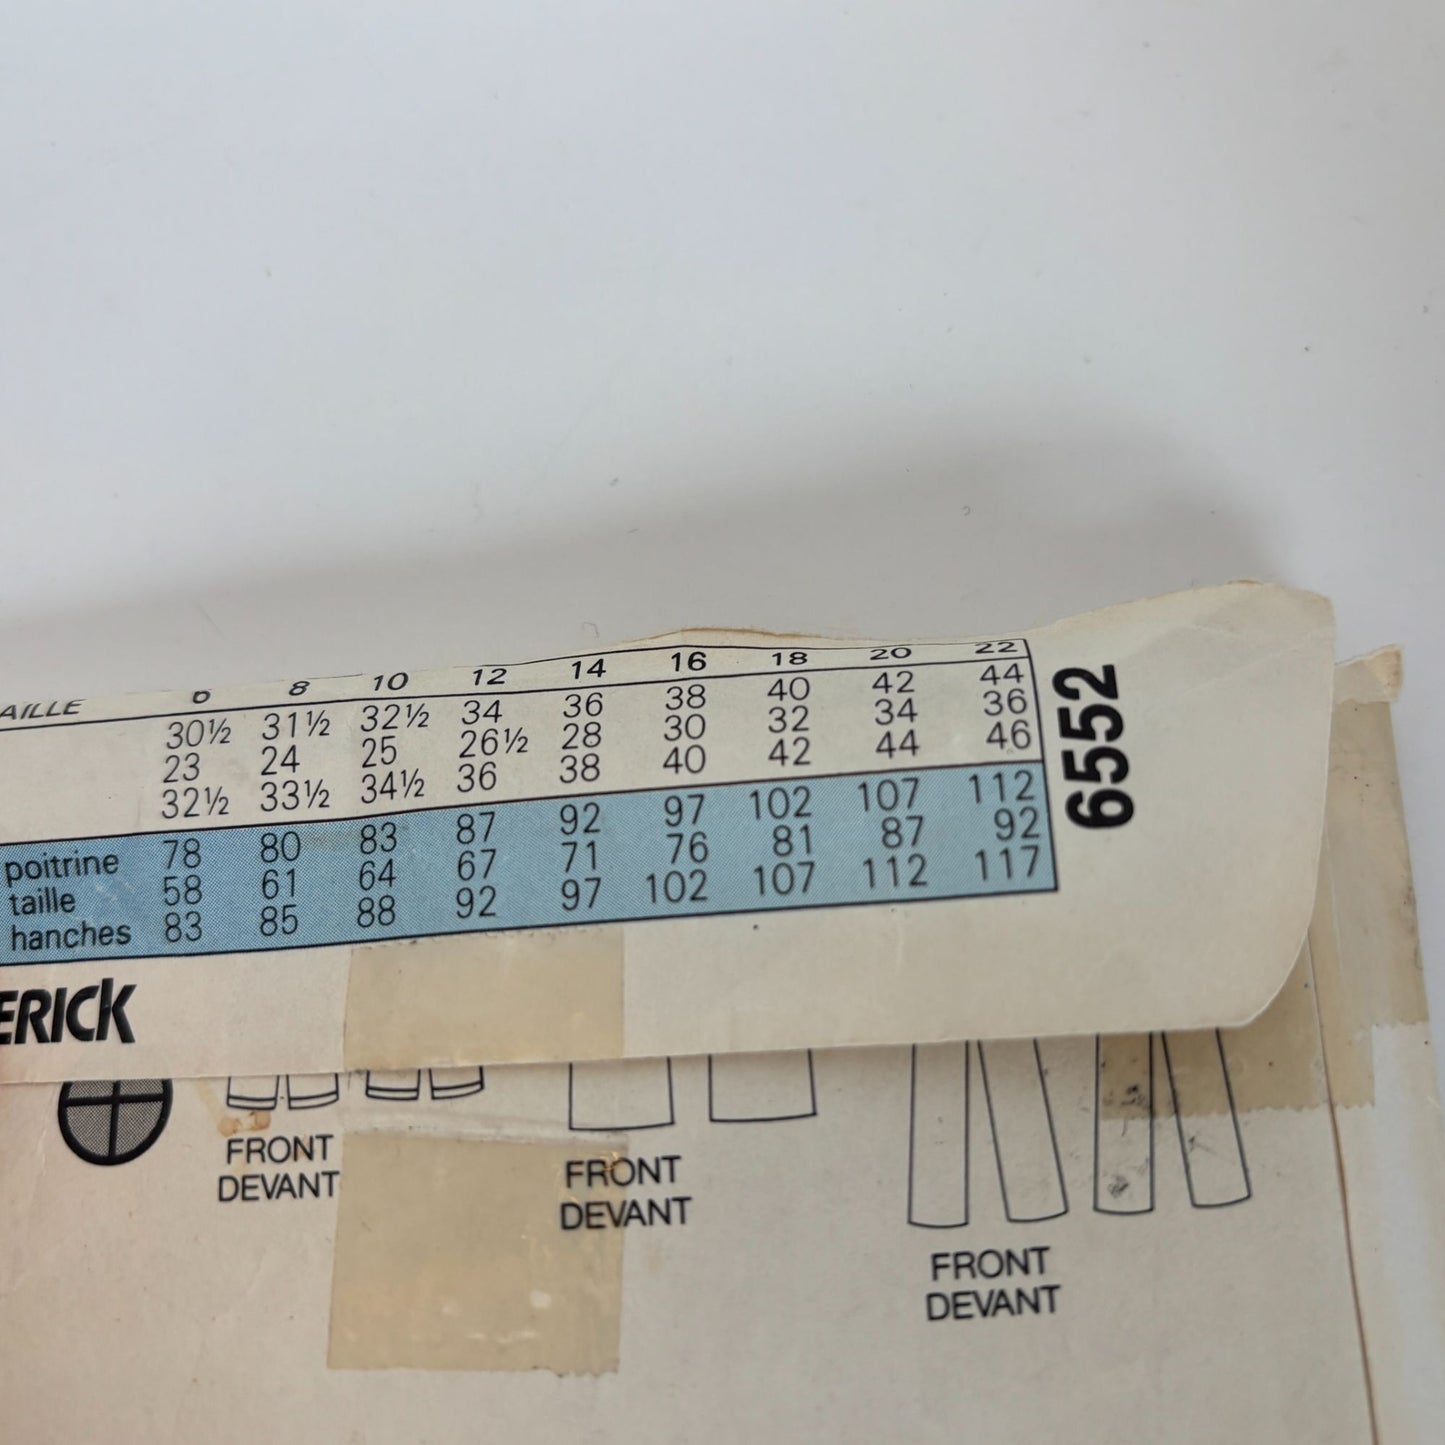 AILLE 6 8 10 12 14 16 18 20 22
30½ 31½ 32½ 34 36 38 40 42 44
23 24 25 26½ 28 30 32 34 36
32½ 33½ 34½ 36 38 40 42 44 46
poitrine 78 80 83 87 92 97 102 107 112
taille 58 61 64 67 71 76 81 87 92
hanches 83 85 88 92 97 102 107 112 117
6552
ERICK
FRONT
DEVANT
FRONT
DEVANT
FRONT
DEVANT